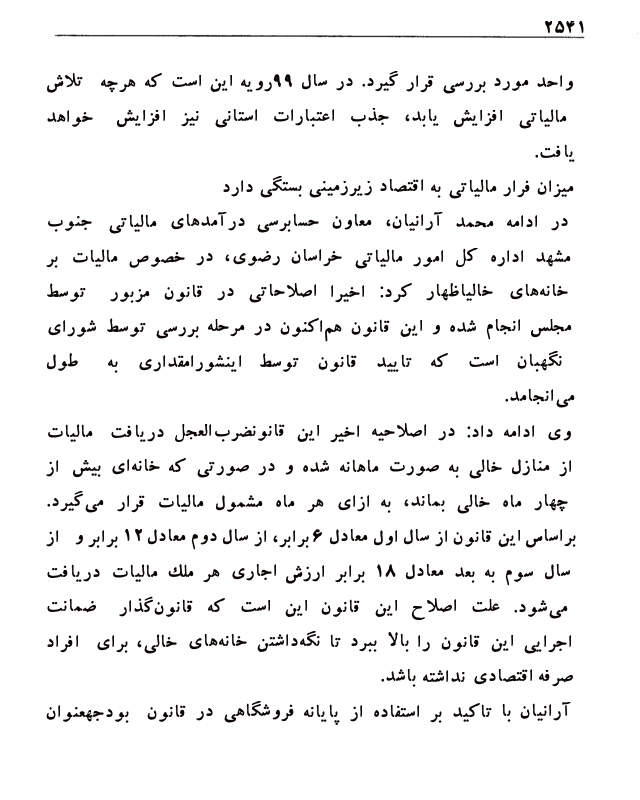 ۲۵۴۱
واحد مورد بررسی قرار گیرد. در سال ۹۹رویه این است که هرچه تلاش
مالیاتی افزایش یابد، جذب اعتبارات استانی نیز افزایش خواهد
یافت.
میزان فرار مالیاتی به اقتصاد زیرزمینی بستگی دارد
در ادامه محمد آرانیان، معاون حسابرسی درآمدهای مالیاتی جنوب
مشهد اداره کل امور مالیاتی خراسان رضوی، در خصوص مالیات بر
خانه‌های خالیاظهار کرد: اخیرا اصلاحاتی در قانون مزبور توسط
مجلس انجام شده و این قانون هم‌اکنون در مرحله بررسی توسط شورای
نگهبان است که تایید قانون توسط اینشورامقداری به طول
می‌انجامد.
وی ادامه داد: در اصلاحیه اخیر این قانونضرب‌العجل دریافت مالیات
از منازل خالی به صورت ماهانه شده و در صورتی که خانه‌ای بیش از
چهار ماه خالی بماند، به ازای هر ماه مشمول مالیات قرار می‌گیرد.
براساس این قانون از سال اول معادل ۶برابر، از سال دوم معادل ۱۲ برابر و از
سال سوم به بعد معادل ۱۸ برابر ارزش اجاری هر ملك مالیات دریافت
می‌شود. علت اصلاح این قانون این است که قانون‌گذار ضمانت
اجرایی این قانون را بالا ببرد تا نگه‌داشتن خانه‌های خالی، برای افراد
صرفه اقتصادی نداشته باشد.
آرانیان با تاکید بر استفاده از پایانه فروشگاهی در قانون بودجهعنوان